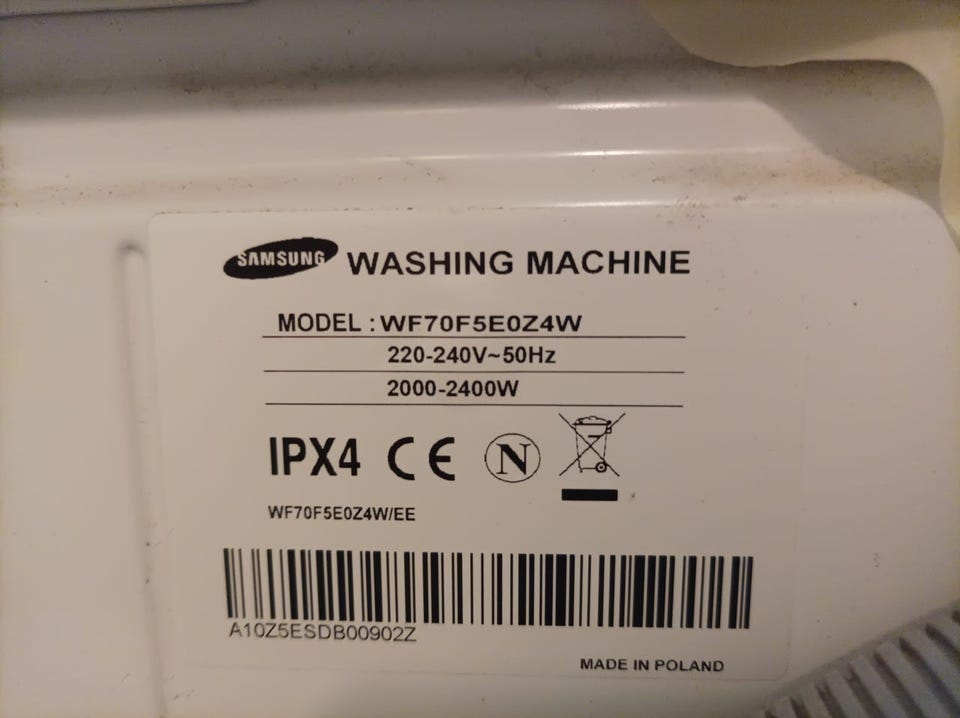 SAMSUNG WASHING MACHINE
MODEL : WF70F5E0Z4W
220-240V~50Hz
2000-2400W
IPX4 CE N
WF70F5E0Z4W/EE
A10Z5ESDB00902Z
MADE IN POLAND